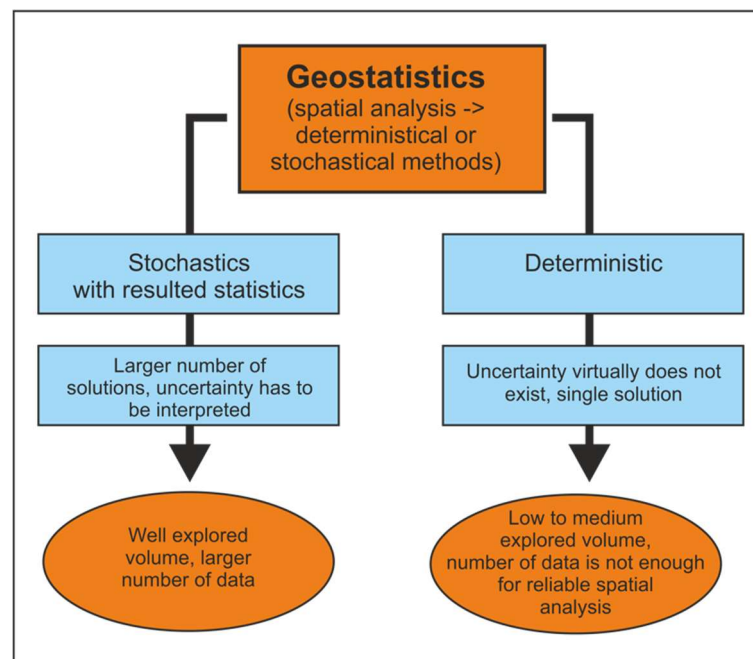 Geostatistics
(spatial analysis ->
deterministical or
stochastical methods)
Stochastics
with resulted statistics
Larger number of
solutions, uncertainty has to
be interpreted
Well explored
volume, larger
number of data
Deterministic
Uncertainty virtually does not
exist, single solution
Low to medium
explored volume,
number of data is not enough
for reliable spatial
analysis